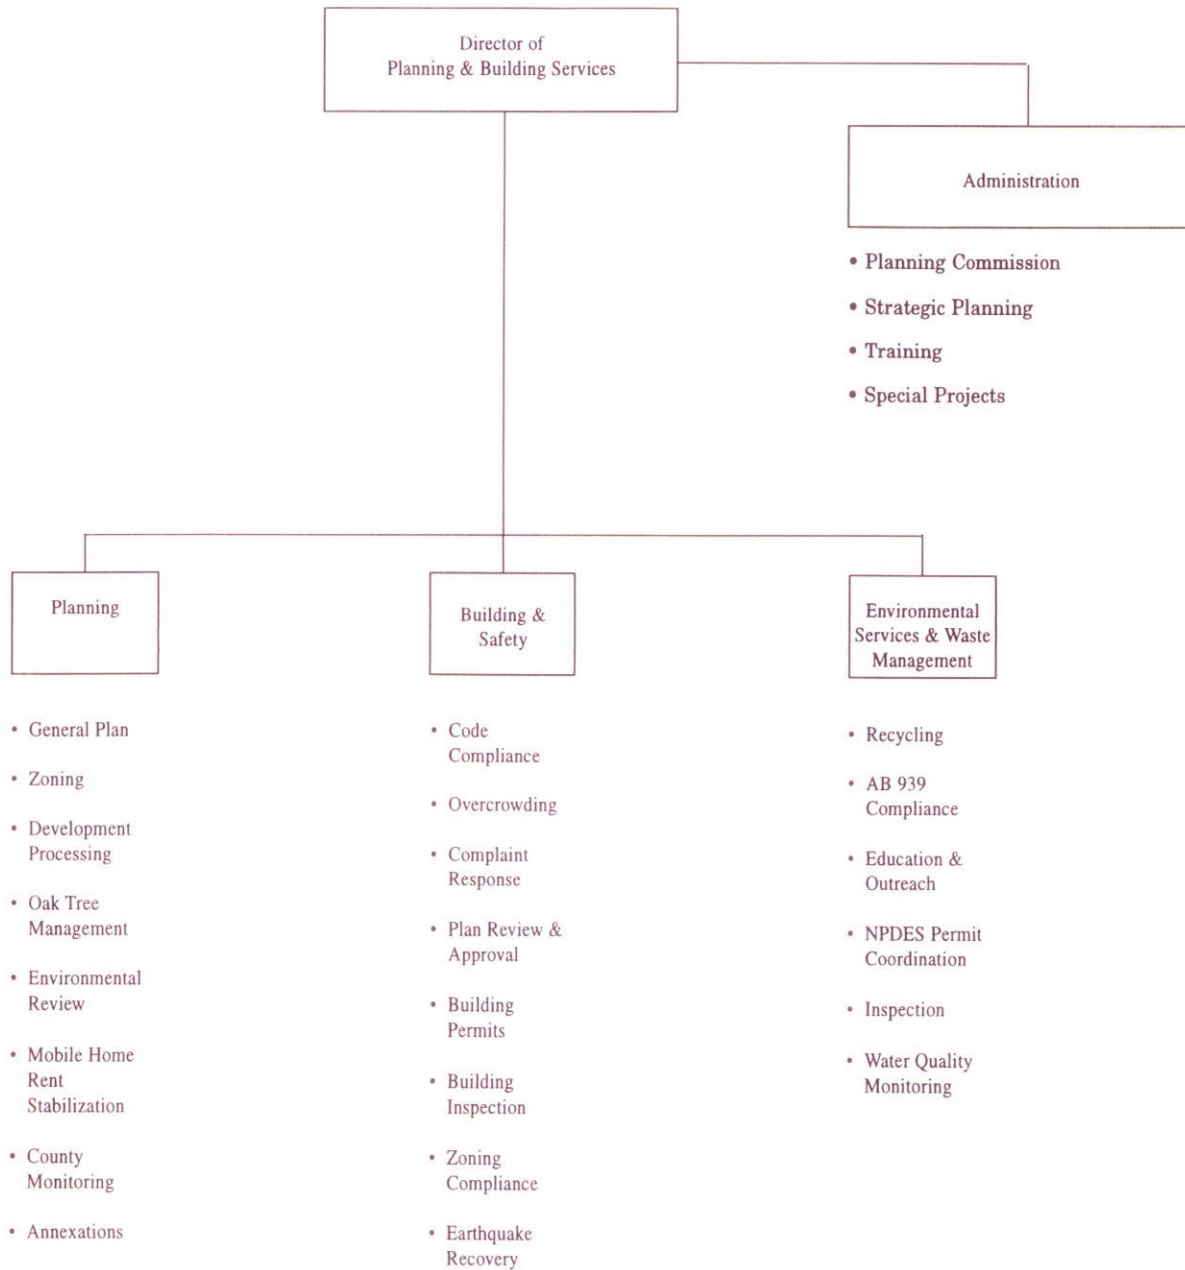 Director of
Planning & Building Services
Administration
• Planning Commission
• Strategic Planning
• Training
• Special Projects
Planning
• General Plan
• Zoning
• Development
Processing
• Oak Tree
Management
• Environmental
Review
• Mobile Home
Rent
Stabilization
• County
Monitoring
• Annexations
Building &
Safety
• Code
Compliance
• Overcrowding
• Complaint
Response
• Plan Review &
Approval
• Building
Permits
• Building
Inspection
• Zoning
Compliance
• Earthquake
Recovery
Environmental
Services & Waste
Management
• Recycling
• AB 939
Compliance
• Education &
Outreach
• NPDES Permit
Coordination
• Inspection
• Water Quality
Monitoring